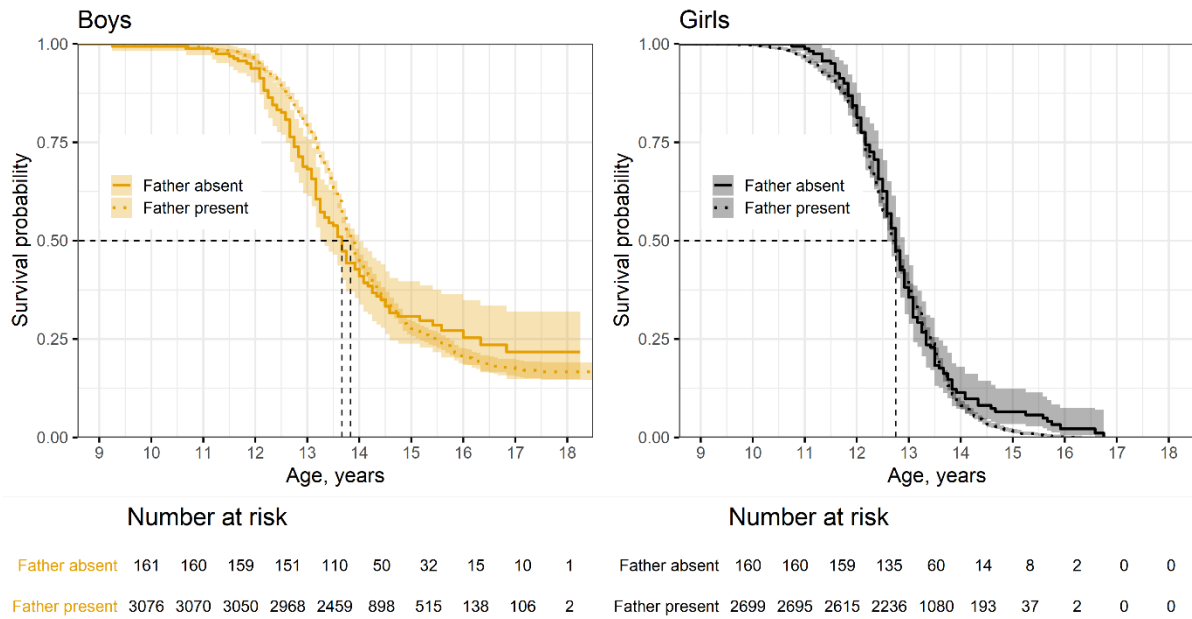 Boys
Survival probability
1.00
0.75
0.50
0.25
0.00
Father absent
Father present
9 10 11 12 13 14 15 16 17 18
Age, years
Number at risk
Father absent 161 160 159 151 110 50 32 15 10 1
Father present 3076 3070 3050 2968 2459 898 515 138 106 2
Girls
Survival probability
1.00
0.75
0.50
0.25
0.00
Father absent
Father present
9 10 11 12 13 14 15 16 17 18
Age, years
Number at risk
Father absent 160 160 159 135 60 14 8 2 0 0
Father present 2699 2695 2615 2236 1080 193 37 2 0 0